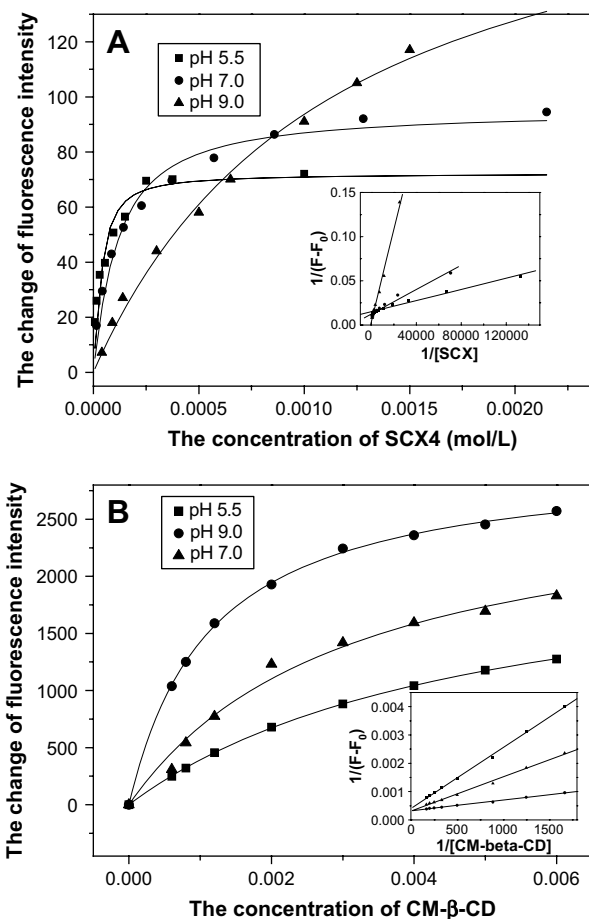 A
■ pH 5.5
● pH 7.0
▲ pH 9.0
The change of fluorescence intensity
120
100
80
60
40
20
0
0.0000 0.0005 0.0010 0.0015 0.0020
The concentration of SCX4 (mol/L)
1/(F-F0)
0.15
0.10
0.05
0.00
0 40000 80000 120000
1/[SCX]
B
■ pH 5.5
● pH 9.0
▲ pH 7.0
The change of fluorescence intensity
2500
2000
1500
1000
500
0
0.000 0.002 0.004 0.006
The concentration of CM-β-CD
1/(F-F0)
0.004
0.003
0.002
0.001
0.000
0 500 1000 1500
1/[CM-beta-CD]